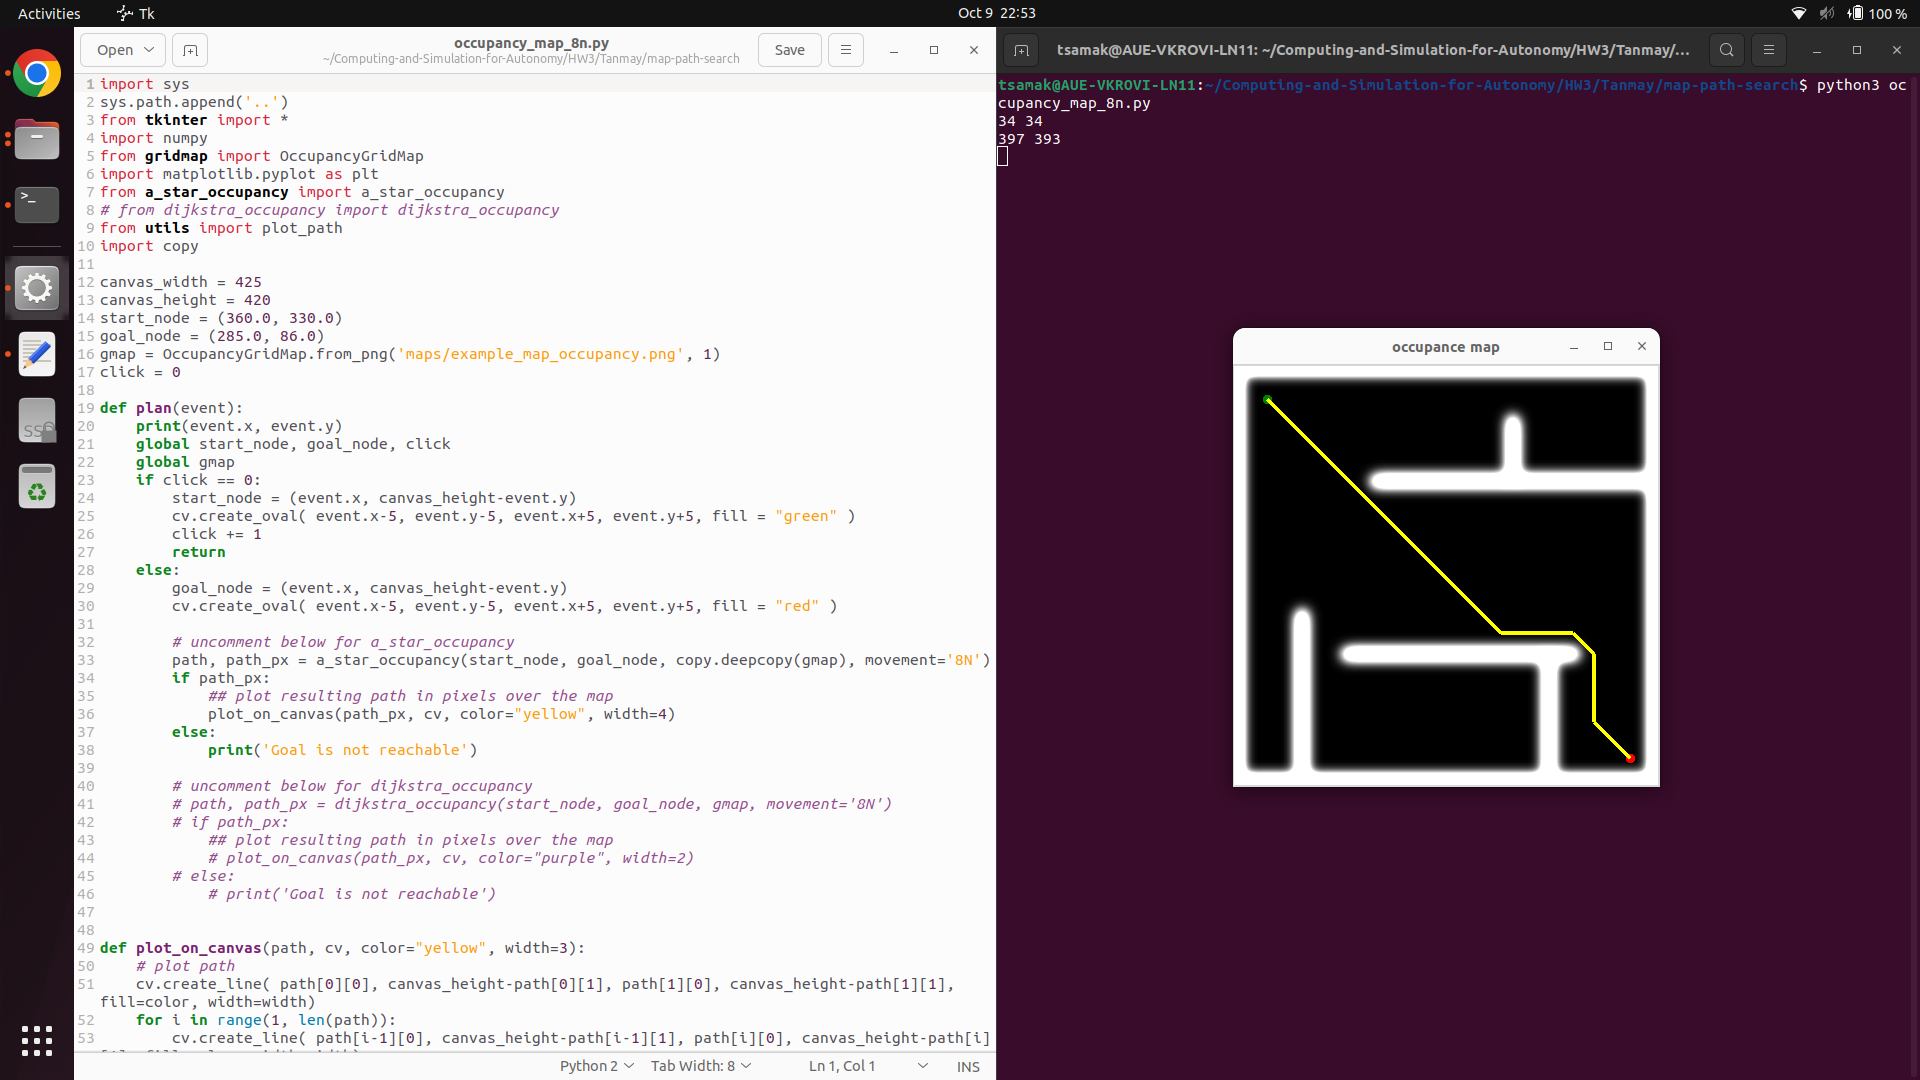 Activities
Tk
Oct 9 22:53
100 %
Open
occupancy_map_8n.py
~/Computing-and-Simulation-for-Autonomy/HW3/Tanmay/map-path-search
Save
1 import sys
2 sys.path.append('..')
3 from tkinter import *
4 import numpy
5 from gridmap import OccupancyGridMap
6 import matplotlib.pyplot as plt
7 from a_star_occupancy import a_star_occupancy
8 # from dijkstra_occupancy import dijkstra_occupancy
9 from utils import plot_path
10 import copy
11
12 canvas_width = 425
13 canvas_height = 420
14 start_node = (360.0, 330.0)
15 goal_node = (285.0, 86.0)
16 gmap = OccupancyGridMap.from_png('maps/example_map_occupancy.png', 1)
17 click = 0
18
19 def plan(event):
20     print(event.x, event.y)
21     global start_node, goal_node, click
22     global gmap
23     if click == 0:
24         start_node = (event.x, canvas_height-event.y)
25         cv.create_oval( event.x-5, event.y-5, event.x+5, event.y+5, fill = "green" )
26         click += 1
27         return
28     else:
29         goal_node = (event.x, canvas_height-event.y)
30         cv.create_oval( event.x-5, event.y-5, event.x+5, event.y+5, fill = "red" )
31
32         # uncomment below for a_star_occupancy
33         path, path_px = a_star_occupancy(start_node, goal_node, copy.deepcopy(gmap), movement='8N')
34         if path_px:
35             ## plot resulting path in pixels over the map
36             plot_on_canvas(path_px, cv, color="yellow", width=4)
37         else:
38             print('Goal is not reachable')
39
40         # uncomment below for dijkstra_occupancy
41         # path, path_px = dijkstra_occupancy(start_node, goal_node, gmap, movement='8N')
42         # if path_px:
43             ## plot resulting path in pixels over the map
44             # plot_on_canvas(path_px, cv, color="purple", width=2)
45         # else:
46             # print('Goal is not reachable')
47
48
49 def plot_on_canvas(path, cv, color="yellow", width=3):
50     # plot path
51     cv.create_line( path[0][0], canvas_height-path[0][1], path[1][0], canvas_height-path[1][1],
fill=color, width=width)
52     for i in range(1, len(path)):
53         cv.create_line( path[i-1][0], canvas_height-path[i-1][1], path[i][0], canvas_height-path[i]
Python 2
Tab Width: 8
Ln 1, Col 1
INS
tsamak@AUE-VKROVI-LN11: ~/Computing-and-Simulation-for-Autonomy/HW3/Tanmay/...
tsamak@AUE-VKROVI-LN11:~/Computing-and-Simulation-for-Autonomy/HW3/Tanmay/map-path-search$ python3 oc
cupancy_map_8n.py
34 34
397 393
occupance map